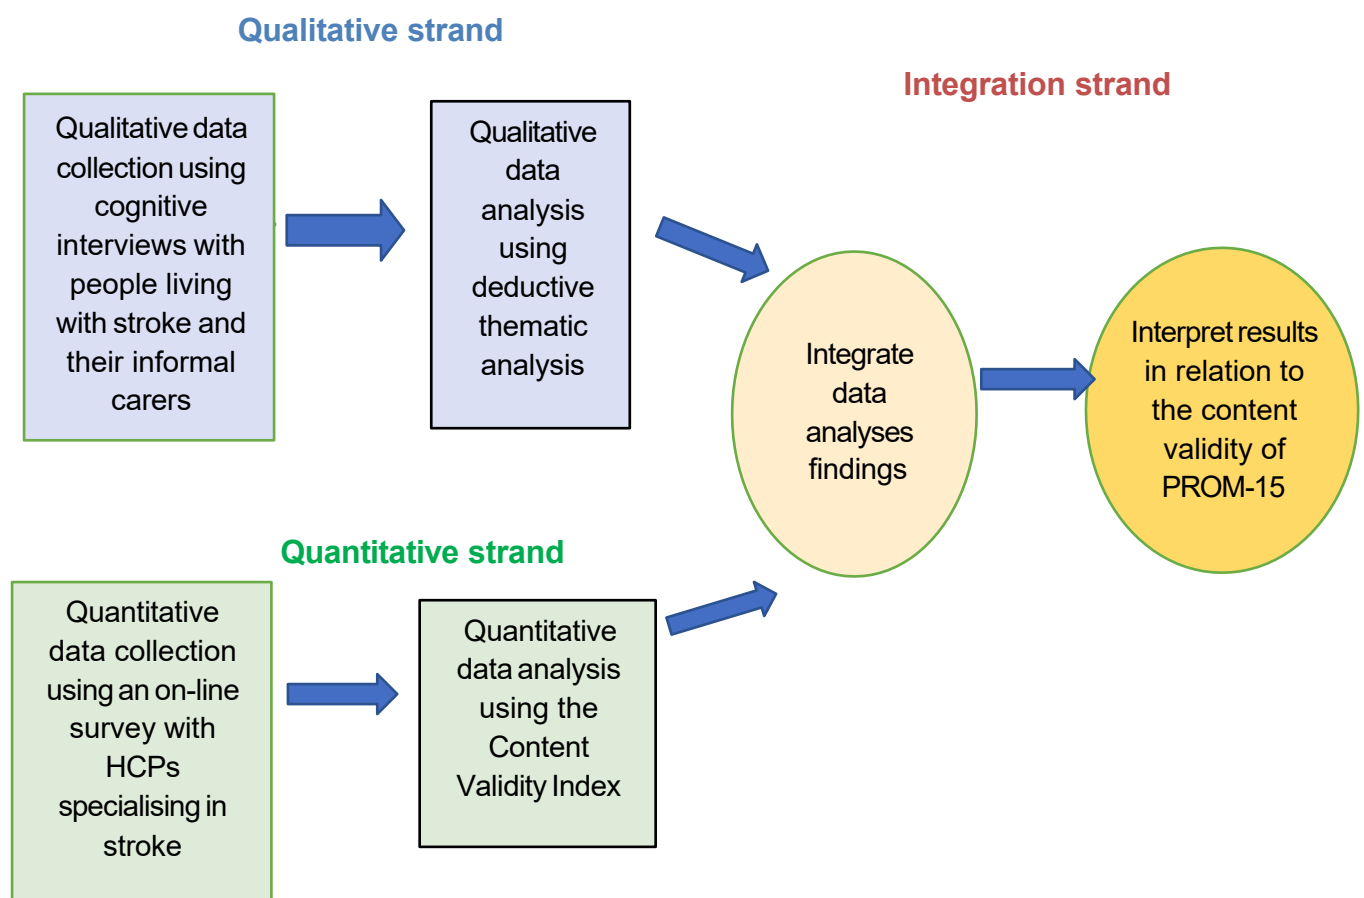 Qualitative strand
Integration strand
Qualitative data
collection using
cognitive
interviews with
people living
with stroke and
their informal
carers
Qualitative
data
analysis
using
deductive
thematic
analysis
Integrate
data
analyses
findings
Interpret results
in relation to
the content
validity of
PROM-15
Quantitative strand
Quantitative
data collection
using an on-line
survey with
HCPs
specialising in
stroke
Quantitative
data analysis
using the
Content
Validity Index